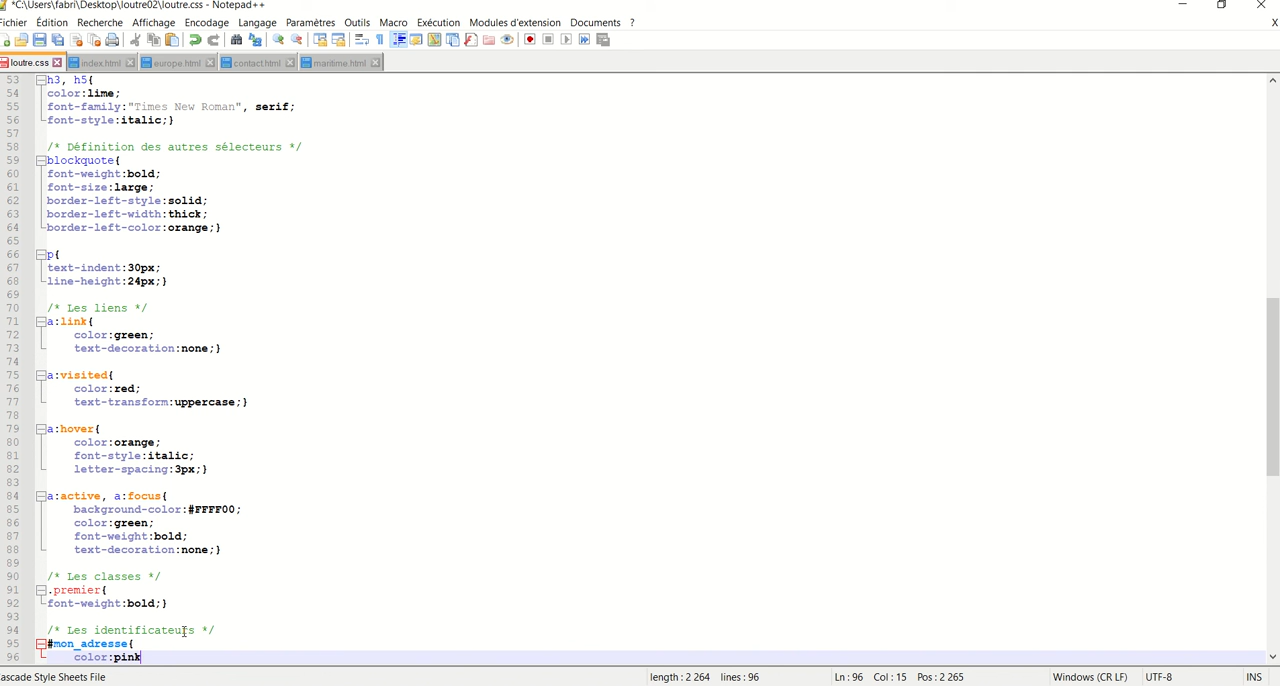 *C:\Users\fabri\Desktop\loutre02\loutre.css - Notepad++
ichier Édition Recherche Affichage Encodage Langage Paramètres Outils Macro Exécution Modules d'extension Documents ? X
loutre.css index.html europe.html contact.html maritime.html
53 h3, h5{
54 color:lime;
55 font-family:"Times New Roman", serif;
56 font-style:italic;}
57
58 /* Définition des autres sélecteurs */
59 blockquote{
60 font-weight:bold;
61 font-size:large;
62 border-left-style:solid;
63 border-left-width:thick;
64 border-left-color:orange;}
65
66 p{
67 text-indent:30px;
68 line-height:24px;}
69
70 /* Les liens */
71 a:link{
72 color:green;
73 text-decoration:none;}
74
75 a:visited{
76 color:red;
77 text-transform:uppercase;}
78
79 a:hover{
80 color:orange;
81 font-style:italic;
82 letter-spacing:3px;}
83
84 a:active, a:focus{
85 background-color:#FFFF00;
86 color:green;
87 font-weight:bold;
88 text-decoration:none;}
89
90 /* Les classes */
91 .premier{
92 font-weight:bold;}
93
94 /* Les identificateurs */
95 #mon_adresse{
96 color:pink
ascade Style Sheets File length : 2 264 lines : 96 Ln : 96 Col : 15 Pos : 2 265 Windows (CR LF) UTF-8 INS